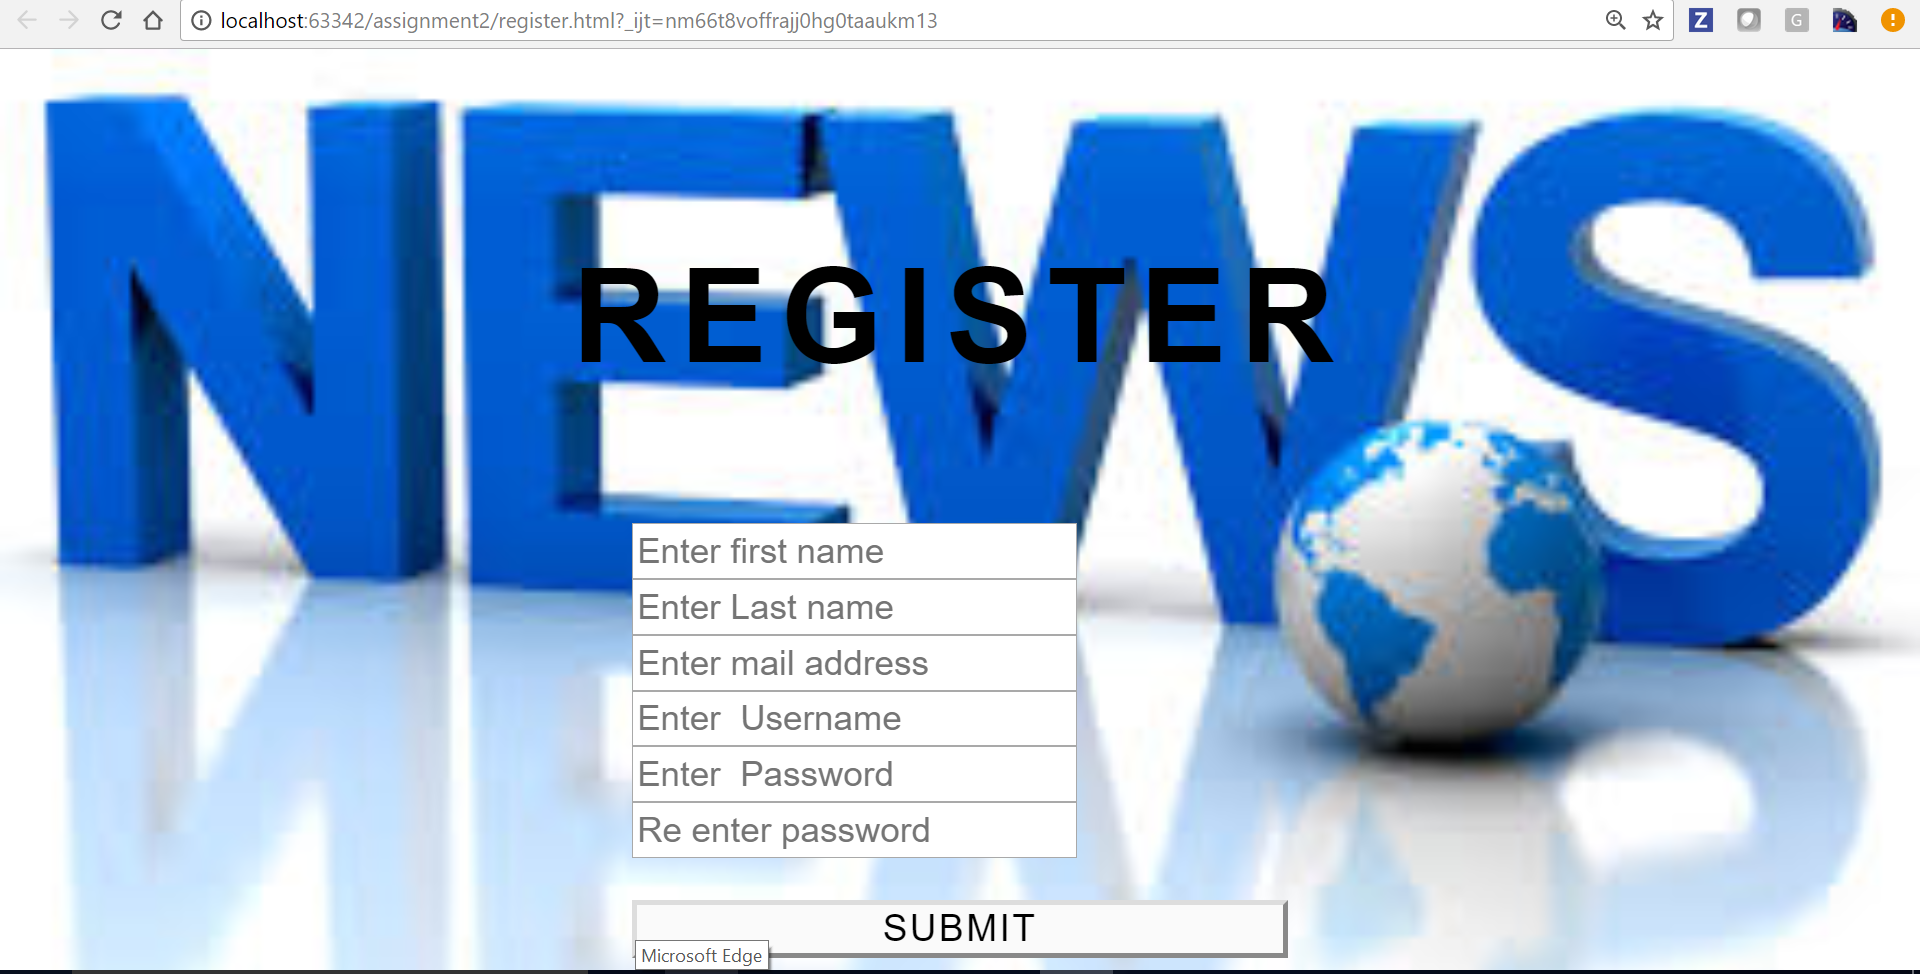 localhost:63342/assignment2/register.html?_ijt=nm66t8voffrajj0hg0taaukm13
Z
G
NEWS
REGISTER
Enter first name
Enter Last name
Enter mail address
Enter  Username
Enter  Password
Re enter password
SUBMIT
Microsoft Edge